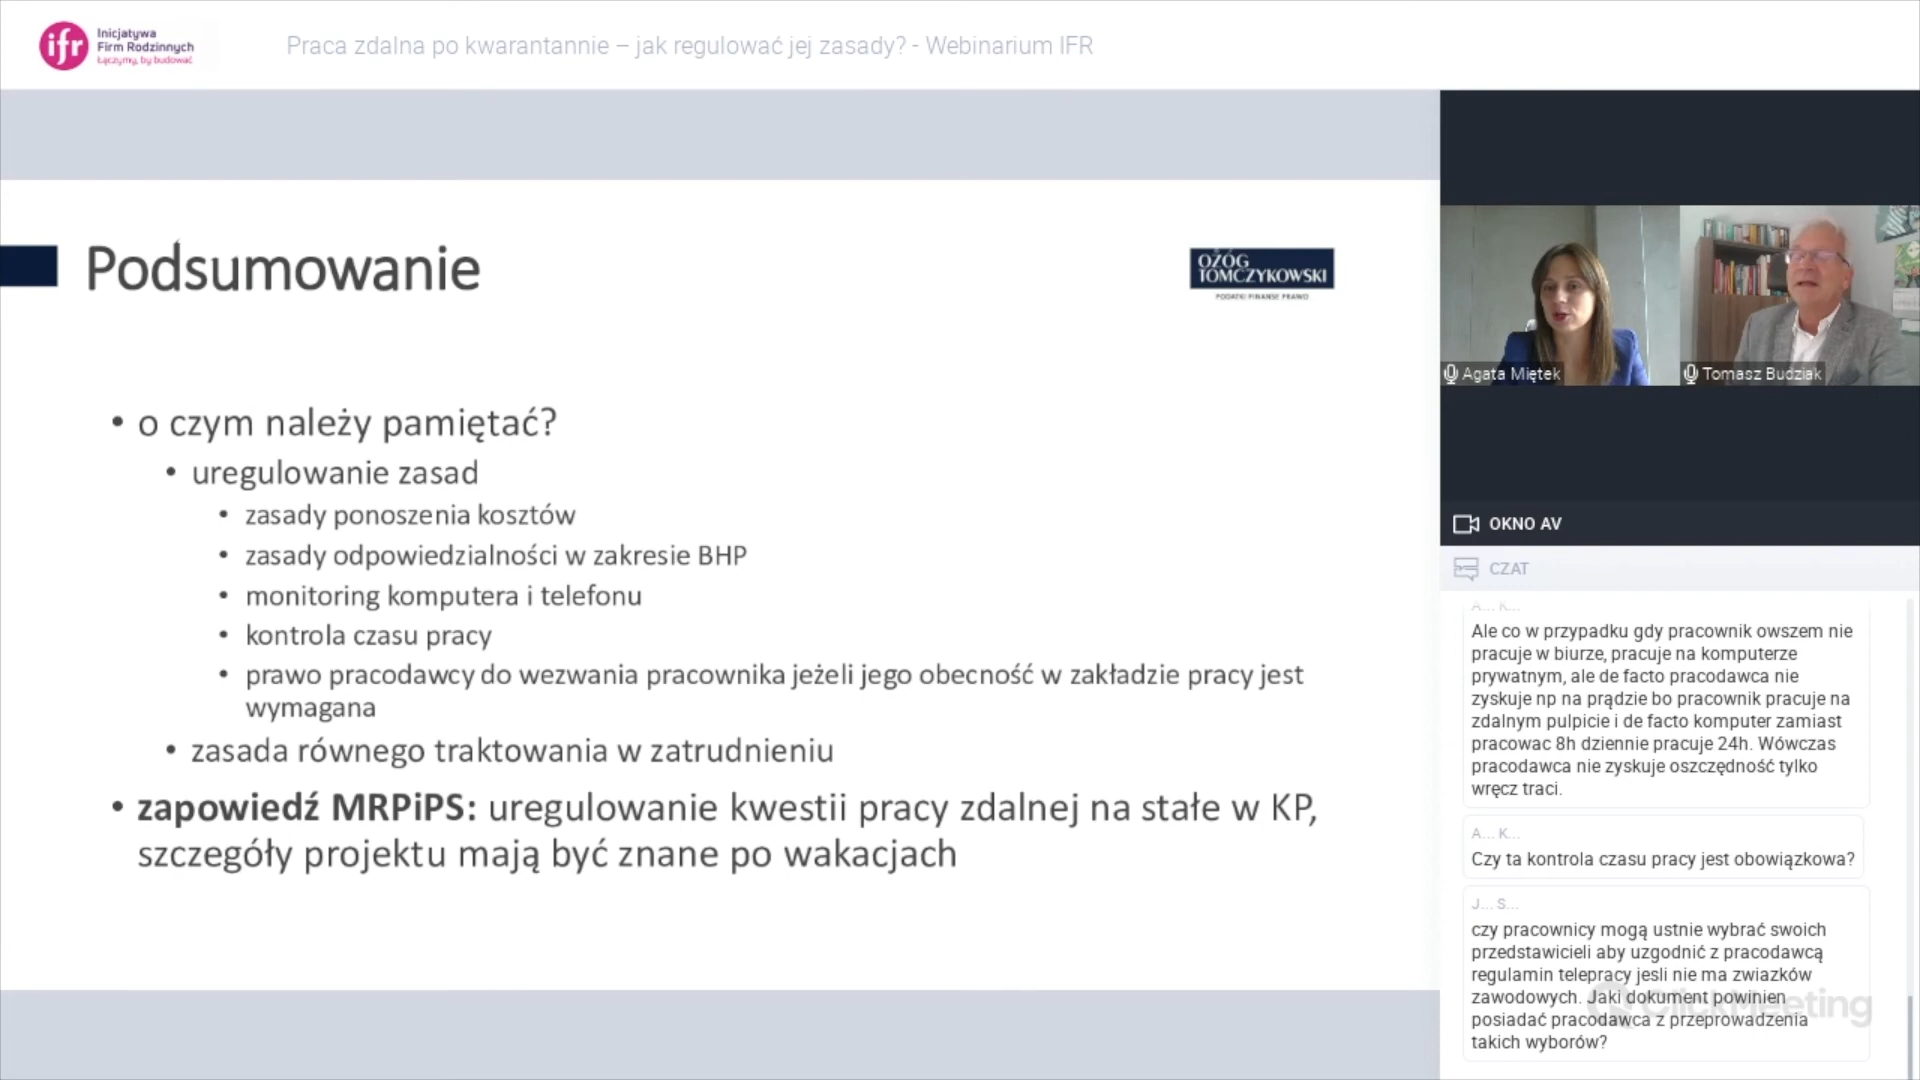 ifr Inicjatywa
Firm Rodzinnych
Łączymy, by budować
Praca zdalna po kwarantannie – jak regulować jej zasady? - Webinarium IFR
Podsumowanie
OŻÓG
TOMCZYKOWSKI
PODATKI FINANSE PRAWO
• o czym należy pamiętać?
• uregulowanie zasad
• zasady ponoszenia kosztów
• zasady odpowiedzialności w zakresie BHP
• monitoring komputera i telefonu
• kontrola czasu pracy
• prawo pracodawcy do wezwania pracownika jeżeli jego obecność w zakładzie pracy jest
wymagana
• zasada równego traktowania w zatrudnieniu
• zapowiedź MRPiPS: uregulowanie kwestii pracy zdalnej na stałe w KP,
szczegóły projektu mają być znane po wakacjach
Agata Miętek
Tomasz Budziak
OKNO AV
CZAT
A... K...
Ale co w przypadku gdy pracownik owszem nie
pracuje w biurze, pracuje na komputerze
prywatnym, ale de facto pracodawca nie
zyskuje np na prądzie bo pracownik pracuje na
zdalnym pulpicie i de facto komputer zamiast
pracowac 8h dziennie pracuje 24h. Wówczas
pracodawca nie zyskuje oszczędność tylko
wręcz traci.
A... K...
Czy ta kontrola czasu pracy jest obowiązkowa?
J... S...
czy pracownicy mogą ustnie wybrać swoich
przedstawicieli aby uzgodnić z pracodawcą
regulamin telepracy jesli nie ma zwiazków
zawodowych. Jaki dokument powinien
posiadać pracodawca z przeprowadzenia
takich wyborów?
ClickMeeting